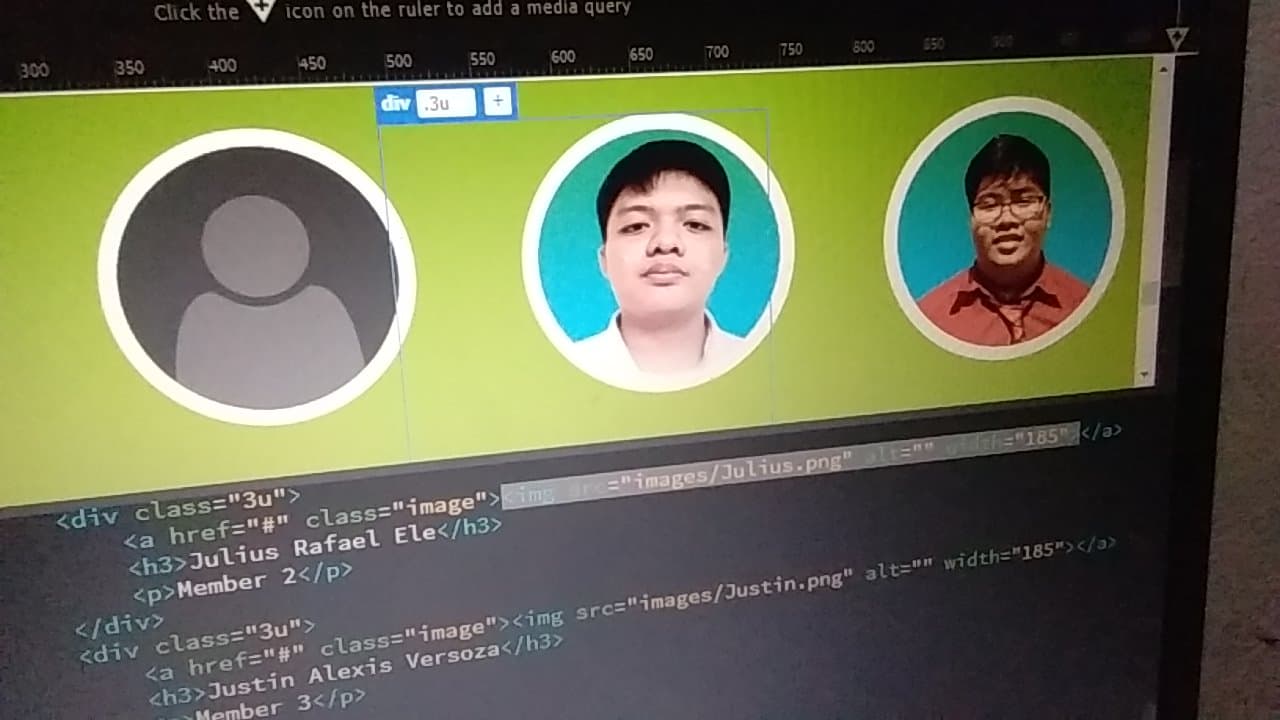 Click the icon on the ruler to add a media query
300 350 400 450 500 550 600 650 700 750 800 850 900
div .3u +
<div class="3u">
<a href="#" class="image"><img src="images/Julius.png" alt="" width="185"></a>
<h3>Julius Rafael Ele</h3>
<p>Member 2</p>
</div>
<div class="3u">
<a href="#" class="image"><img src="images/Justin.png" alt="" width="185"></a>
<h3>Justin Alexis Versoza</h3>
Member 3</p>